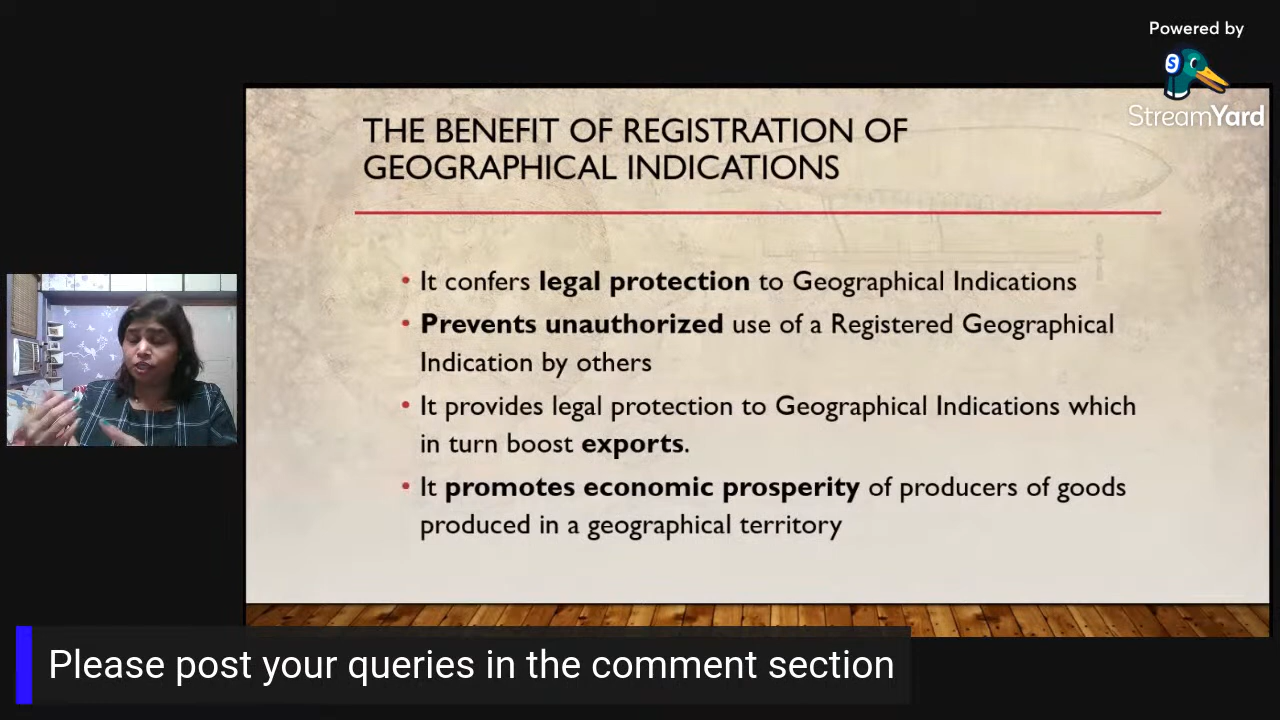 Powered by
StreamYard
THE BENEFIT OF REGISTRATION OF
GEOGRAPHICAL INDICATIONS
• It confers legal protection to Geographical Indications
• Prevents unauthorized use of a Registered Geographical
Indication by others
• It provides legal protection to Geographical Indications which
in turn boost exports.
• It promotes economic prosperity of producers of goods
produced in a geographical territory
Please post your queries in the comment section